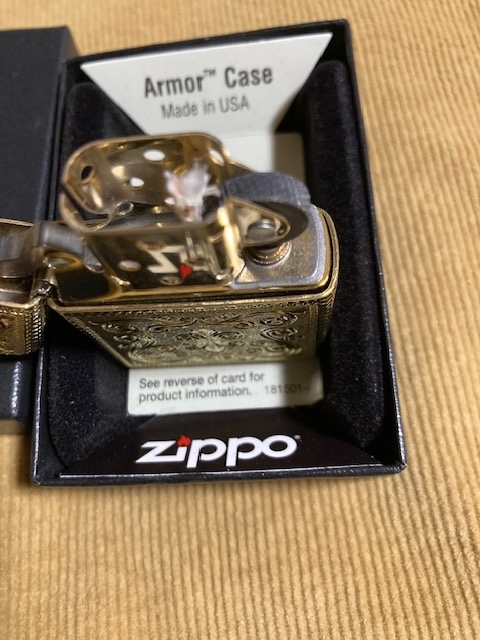 Armor™ Case
Made in USA
See reverse of card for
product information.
zippo®